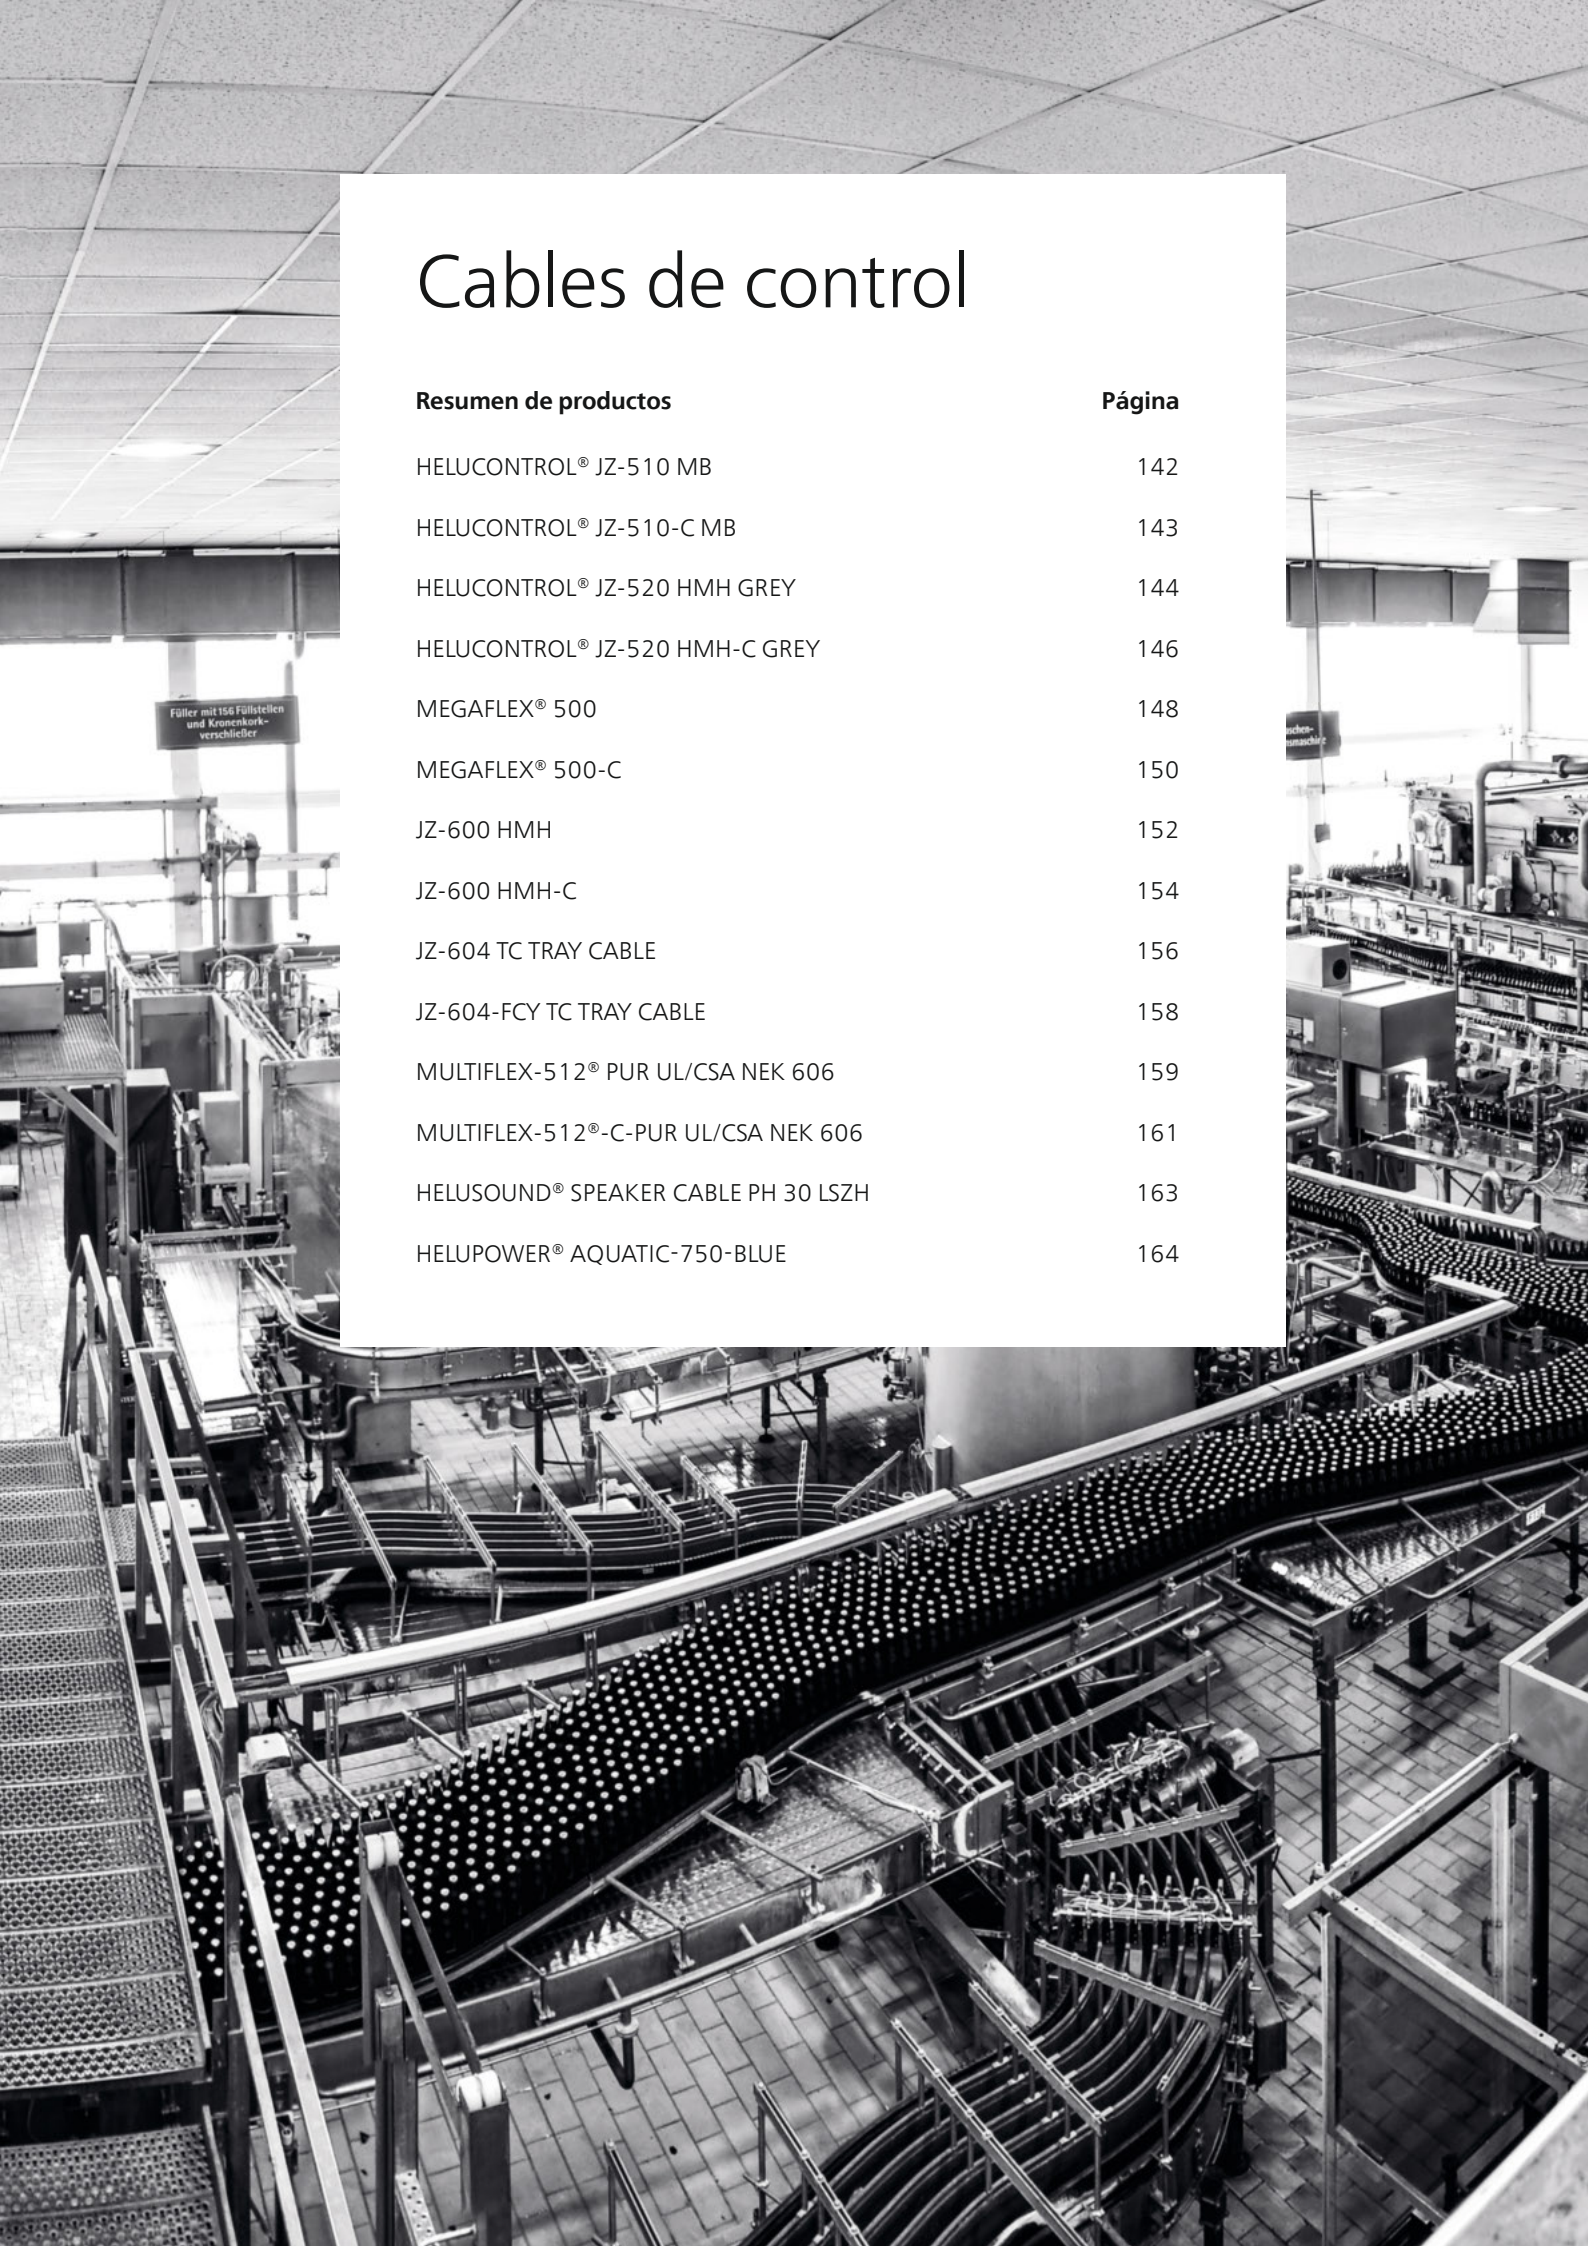 Cables de control
Resumen de productos Página
HELUCONTROL® JZ-510 MB 142
HELUCONTROL® JZ-510-C MB 143
HELUCONTROL® JZ-520 HMH GREY 144
HELUCONTROL® JZ-520 HMH-C GREY 146
MEGAFLEX® 500 148
MEGAFLEX® 500-C 150
JZ-600 HMH 152
JZ-600 HMH-C 154
JZ-604 TC TRAY CABLE 156
JZ-604-FCY TC TRAY CABLE 158
MULTIFLEX-512® PUR UL/CSA NEK 606 159
MULTIFLEX-512®-C-PUR UL/CSA NEK 606 161
HELUSOUND® SPEAKER CABLE PH 30 LSZH 163
HELUPOWER® AQUATIC-750-BLUE 164
Füller mit 156 Füllstellen
und Kronenkork-
verschließer